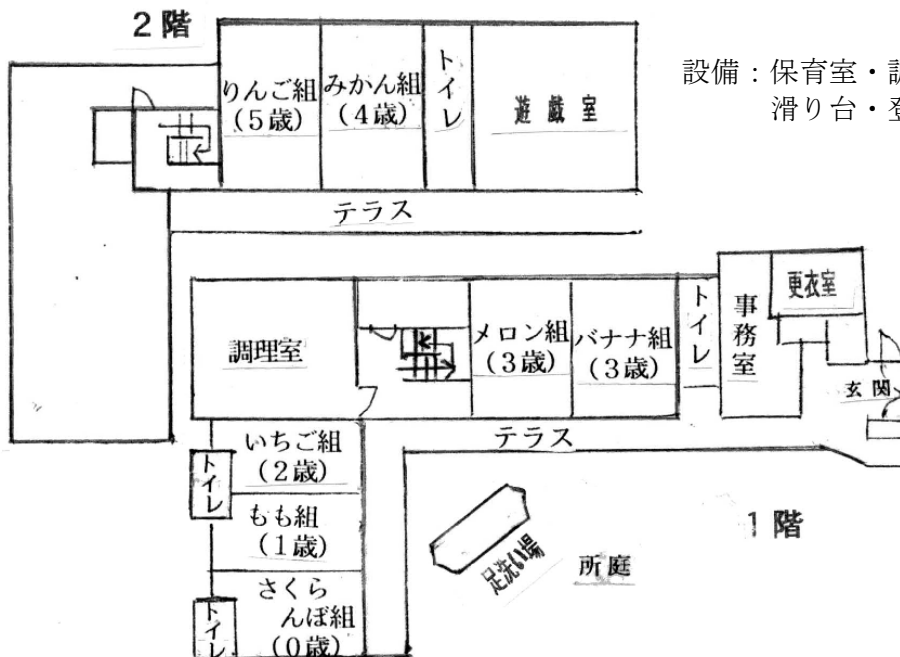 2階
りんご組
(5歳)
みかん組
(4歳)
トイレ
遊戯室
設備：保育室・調
滑り台・登
テラス
調理室
メロン組
(3歳)
バナナ組
(3歳)
トイレ
事務室
更衣室
玄関
テラス
いちご組
(2歳)
トイレ
もも組
(1歳)
さくら
んぼ組
(0歳)
トイレ
足洗い場
所庭
1階